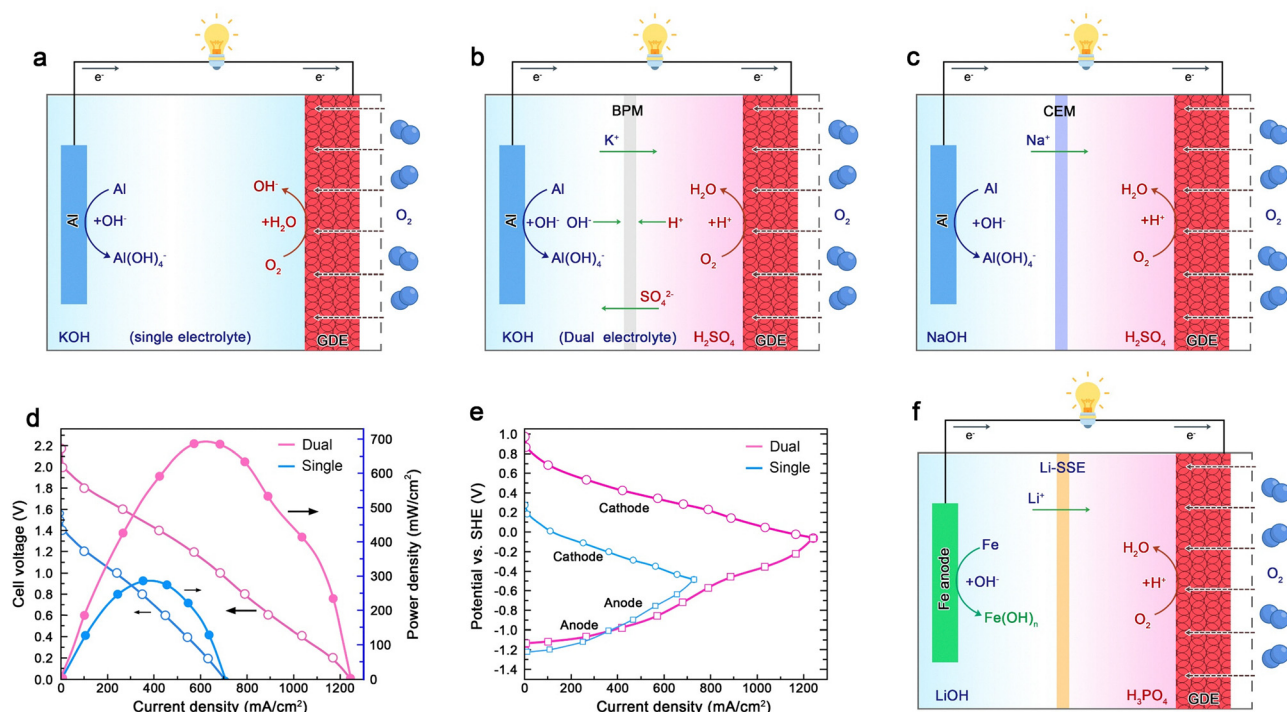 a
e⁻
e⁻
Al
Al
+OH⁻
Al(OH)₄⁻
OH⁻
+H₂O
O₂
GDE
O₂
KOH
(single electrolyte)
b
e⁻
e⁻
BPM
K⁺
Al
Al
+OH⁻
OH⁻
H⁺
Al(OH)₄⁻
SO₄²⁻
H₂O
+H⁺
O₂
GDE
O₂
KOH
(Dual electrolyte)
H₂SO₄
c
e⁻
e⁻
CEM
Na⁺
Al
Al
+OH⁻
Al(OH)₄⁻
H₂O
+H⁺
O₂
GDE
O₂
NaOH
H₂SO₄
d
Dual
Single
2.2
2.0
1.8
1.6
1.4
1.2
1.0
0.8
0.6
0.4
0.2
0.0
Cell voltage (V)
700
600
500
400
300
200
100
0
Power density (mW/cm²)
0
200
400
600
800
1000
1200
Current density (mA/cm²)
e
Dual
Single
1.0
0.8
0.6
0.4
0.2
0.0
-0.2
-0.4
-0.6
-0.8
-1.0
-1.2
-1.4
Potential vs. SHE (V)
Cathode
Cathode
Anode
Anode
0
200
400
600
800
1000
1200
Current density (mA/cm²)
f
e⁻
e⁻
Li-SSE
Li⁺
Fe anode
Fe
+OH⁻
Fe(OH)ₙ
H₂O
+H⁺
O₂
GDE
O₂
LiOH
H₃PO₄